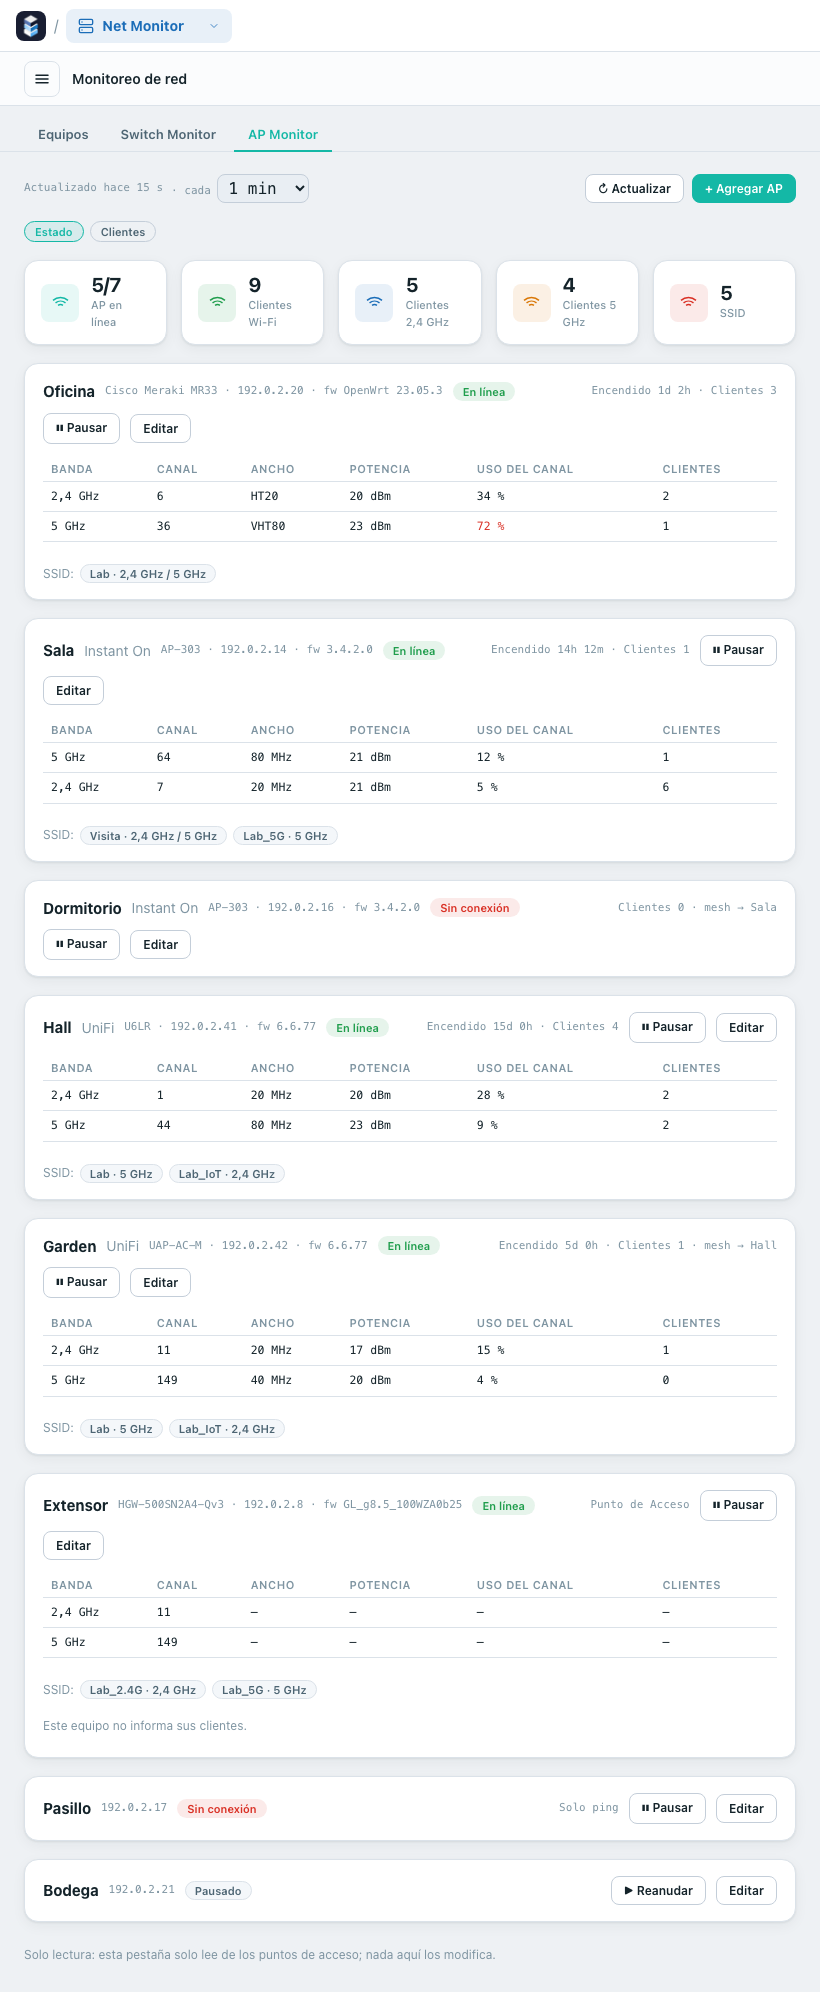 / Net Monitor
Monitoreo de red
Equipos Switch Monitor AP Monitor
Actualizado hace 15 s · cada 1 min ↻ Actualizar + Agregar AP
Estado Clientes
5/7 AP en línea
9 Clientes Wi-Fi
5 Clientes 2,4 GHz
4 Clientes 5 GHz
5 SSID
Oficina Cisco Meraki MR33 · 192.0.2.20 · fw OpenWrt 23.05.3 En línea Encendido 1d 2h · Clientes 3
Pausar Editar
BANDA CANAL ANCHO POTENCIA USO DEL CANAL CLIENTES
2,4 GHz 6 HT20 20 dBm 34 % 2
5 GHz 36 VHT80 23 dBm 72 % 1
SSID: Lab · 2,4 GHz / 5 GHz
Sala Instant On AP-303 · 192.0.2.14 · fw 3.4.2.0 En línea Encendido 14h 12m · Clientes 1 Pausar
Editar
BANDA CANAL ANCHO POTENCIA USO DEL CANAL CLIENTES
5 GHz 64 80 MHz 21 dBm 12 % 1
2,4 GHz 7 20 MHz 21 dBm 5 % 6
SSID: Visita · 2,4 GHz / 5 GHz Lab_5G · 5 GHz
Dormitorio Instant On AP-303 · 192.0.2.16 · fw 3.4.2.0 Sin conexión Clientes 0 · mesh → Sala
Pausar Editar
Hall UniFi U6LR · 192.0.2.41 · fw 6.6.77 En línea Encendido 15d 0h · Clientes 4 Pausar Editar
BANDA CANAL ANCHO POTENCIA USO DEL CANAL CLIENTES
2,4 GHz 1 20 MHz 20 dBm 28 % 2
5 GHz 44 80 MHz 23 dBm 9 % 2
SSID: Lab · 5 GHz Lab_IoT · 2,4 GHz
Garden UniFi UAP-AC-M · 192.0.2.42 · fw 6.6.77 En línea Encendido 5d 0h · Clientes 1 · mesh → Hall
Pausar Editar
BANDA CANAL ANCHO POTENCIA USO DEL CANAL CLIENTES
2,4 GHz 11 20 MHz 17 dBm 15 % 1
5 GHz 149 40 MHz 20 dBm 4 % 0
SSID: Lab · 5 GHz Lab_IoT · 2,4 GHz
Extensor HGW-500SN2A4-Qv3 · 192.0.2.8 · fw GL_g8.5_100WZA0b25 En línea Punto de Acceso Pausar
Editar
BANDA CANAL ANCHO POTENCIA USO DEL CANAL CLIENTES
2,4 GHz 11 — — — —
5 GHz 149 — — — —
SSID: Lab_2.4G · 2,4 GHz Lab_5G · 5 GHz
Este equipo no informa sus clientes.
Pasillo 192.0.2.17 Sin conexión Solo ping Pausar Editar
Bodega 192.0.2.21 Pausado Reanudar Editar
Solo lectura: esta pestaña solo lee de los puntos de acceso; nada aquí los modifica.